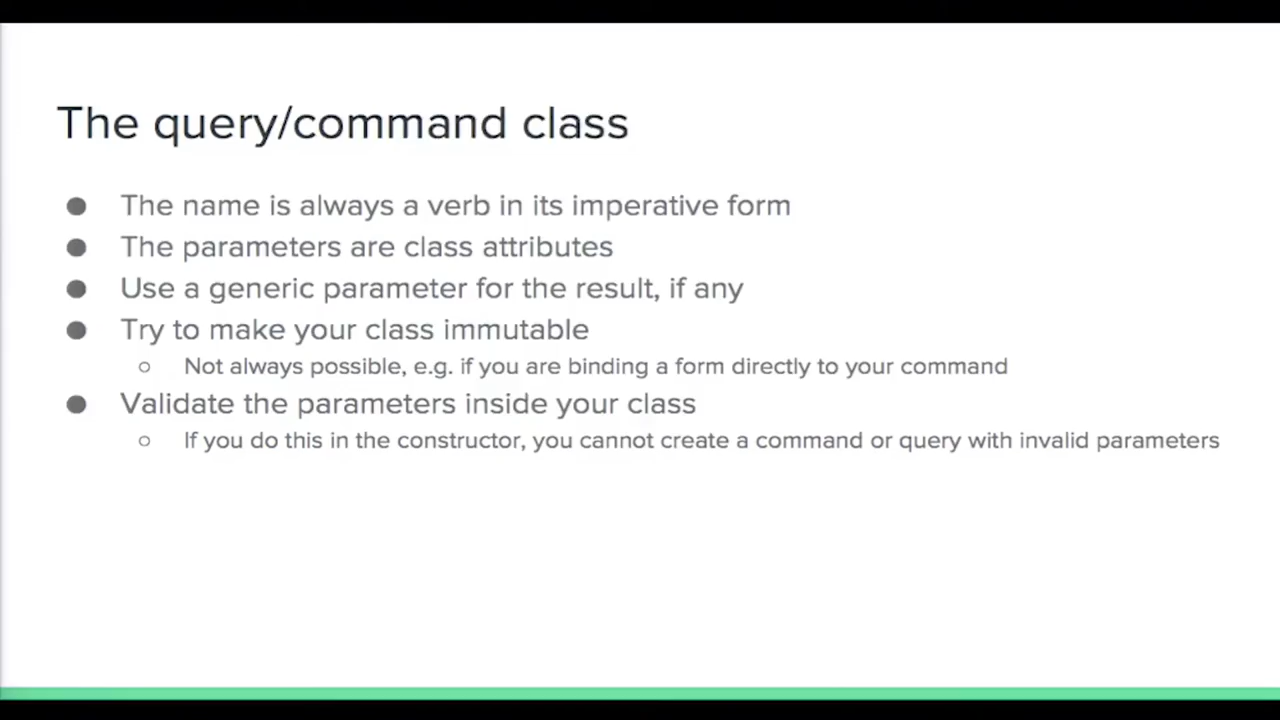 The query/command class
● The name is always a verb in its imperative form
● The parameters are class attributes
● Use a generic parameter for the result, if any
● Try to make your class immutable
○ Not always possible, e.g. if you are binding a form directly to your command
● Validate the parameters inside your class
○ If you do this in the constructor, you cannot create a command or query with invalid parameters